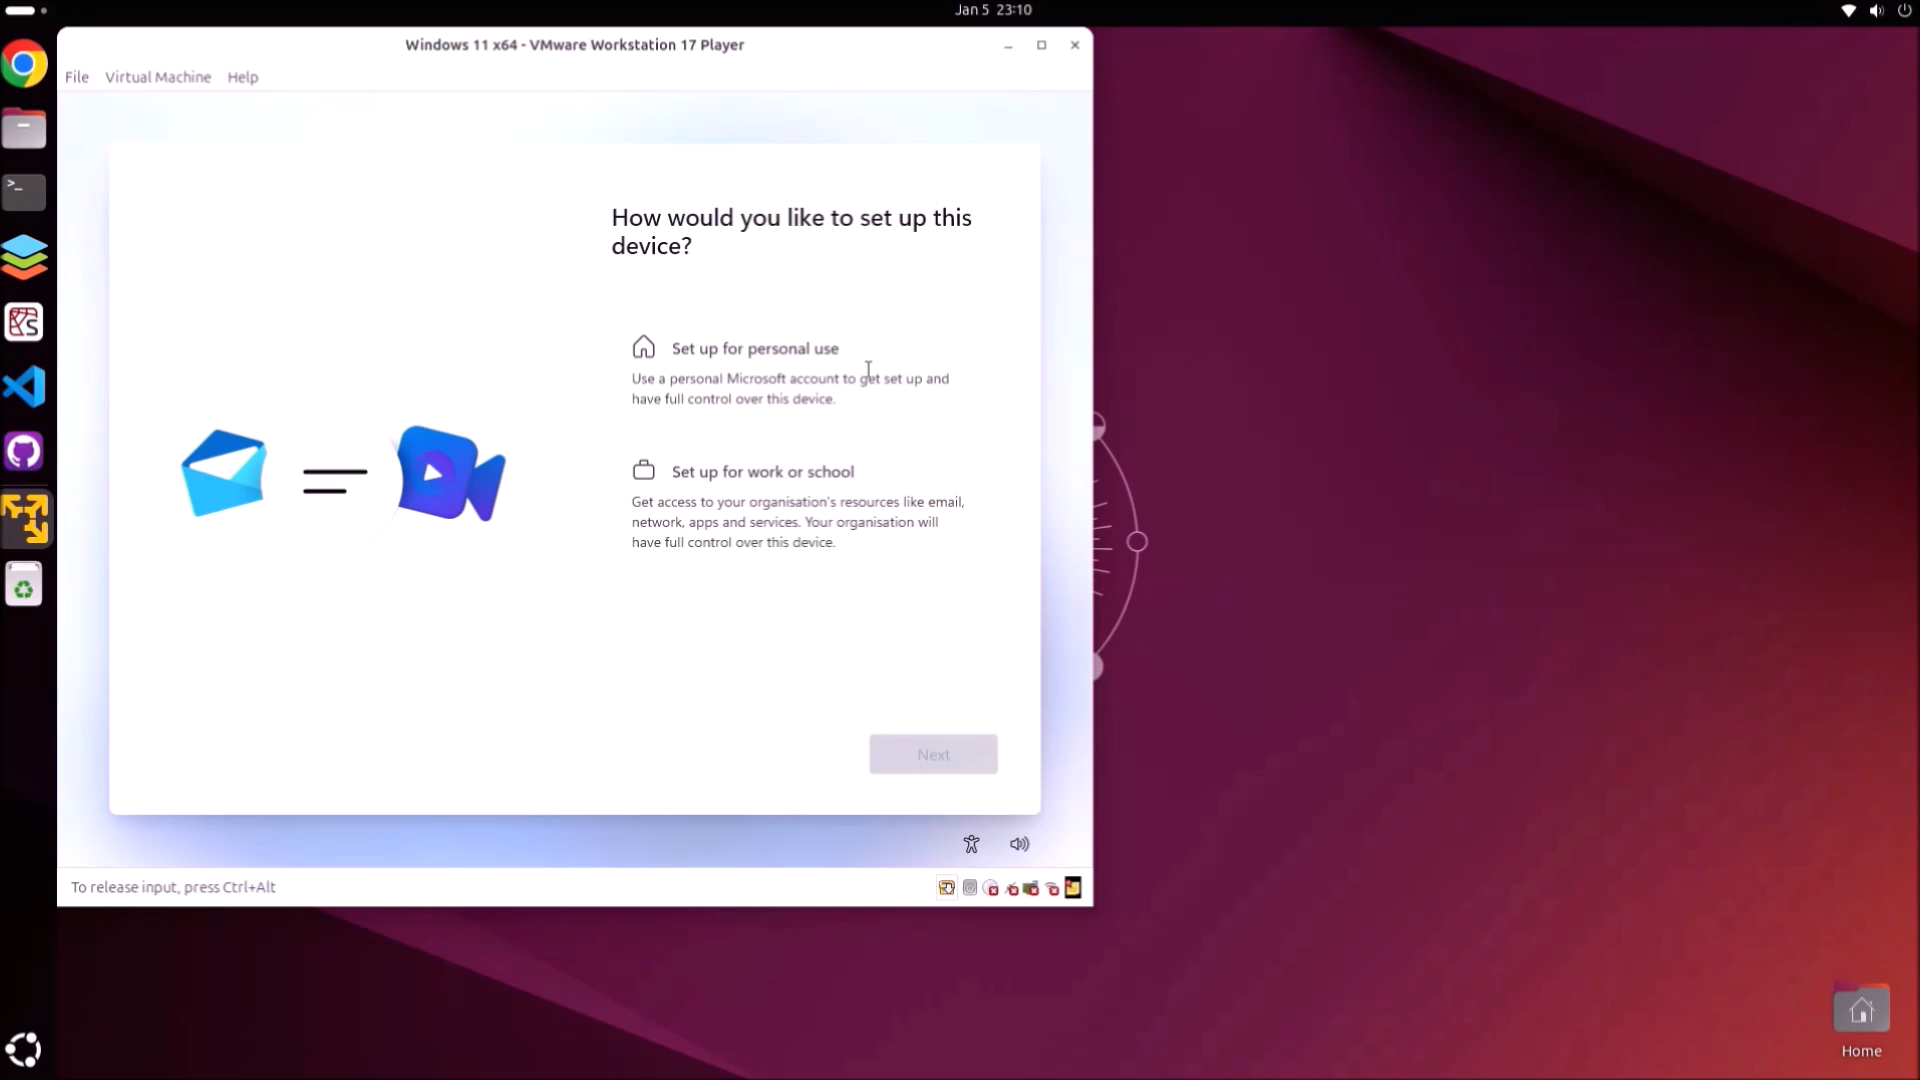 Jan 5 23:10
Windows 11 x64 - VMware Workstation 17 Player
File Virtual Machine Help
How would you like to set up this
device?
Set up for personal use
Use a personal Microsoft account to get set up and
have full control over this device.
Set up for work or school
Get access to your organisation's resources like email,
network, apps and services. Your organisation will
have full control over this device.
Next
To release input, press Ctrl+Alt
Home